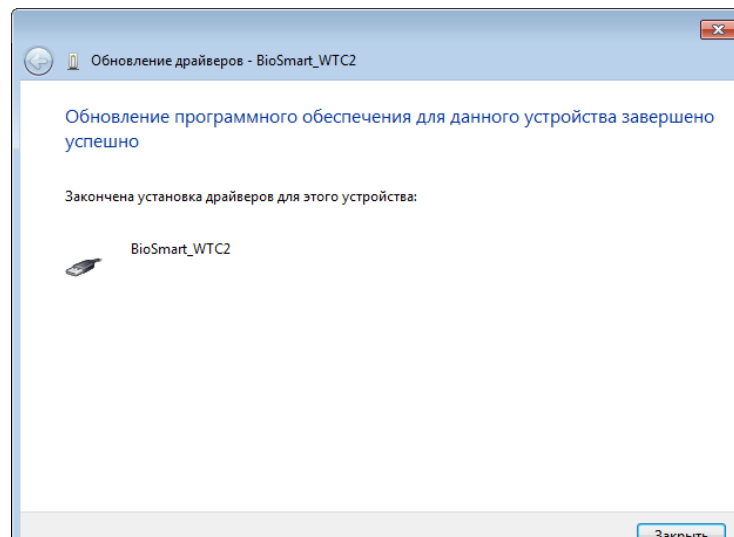 Обновление драйверов - BioSmart_WTC2
Обновление программного обеспечения для данного устройства завершено
успешно
Закончена установка драйверов для этого устройства:
BioSmart_WTC2
Закрыть